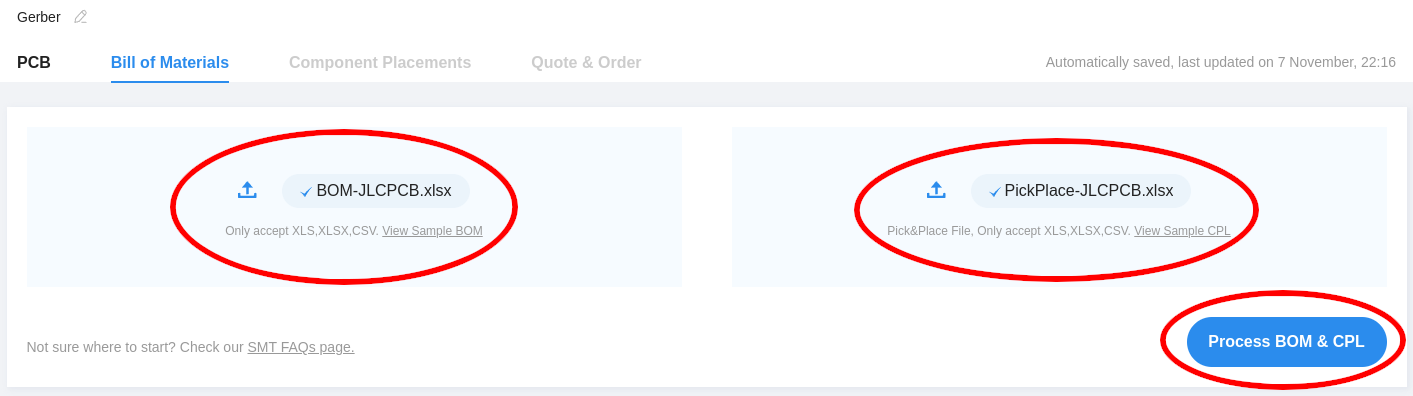 Gerber
PCB Bill of Materials Component Placements Quote & Order Automatically saved, last updated on 7 November, 22:16
BOM-JLCPCB.xlsx
Only accept XLS,XLSX,CSV. View Sample BOM
PickPlace-JLCPCB.xlsx
Pick&Place File, Only accept XLS,XLSX,CSV. View Sample CPL
Not sure where to start? Check our SMT FAQs page.
Process BOM & CPL